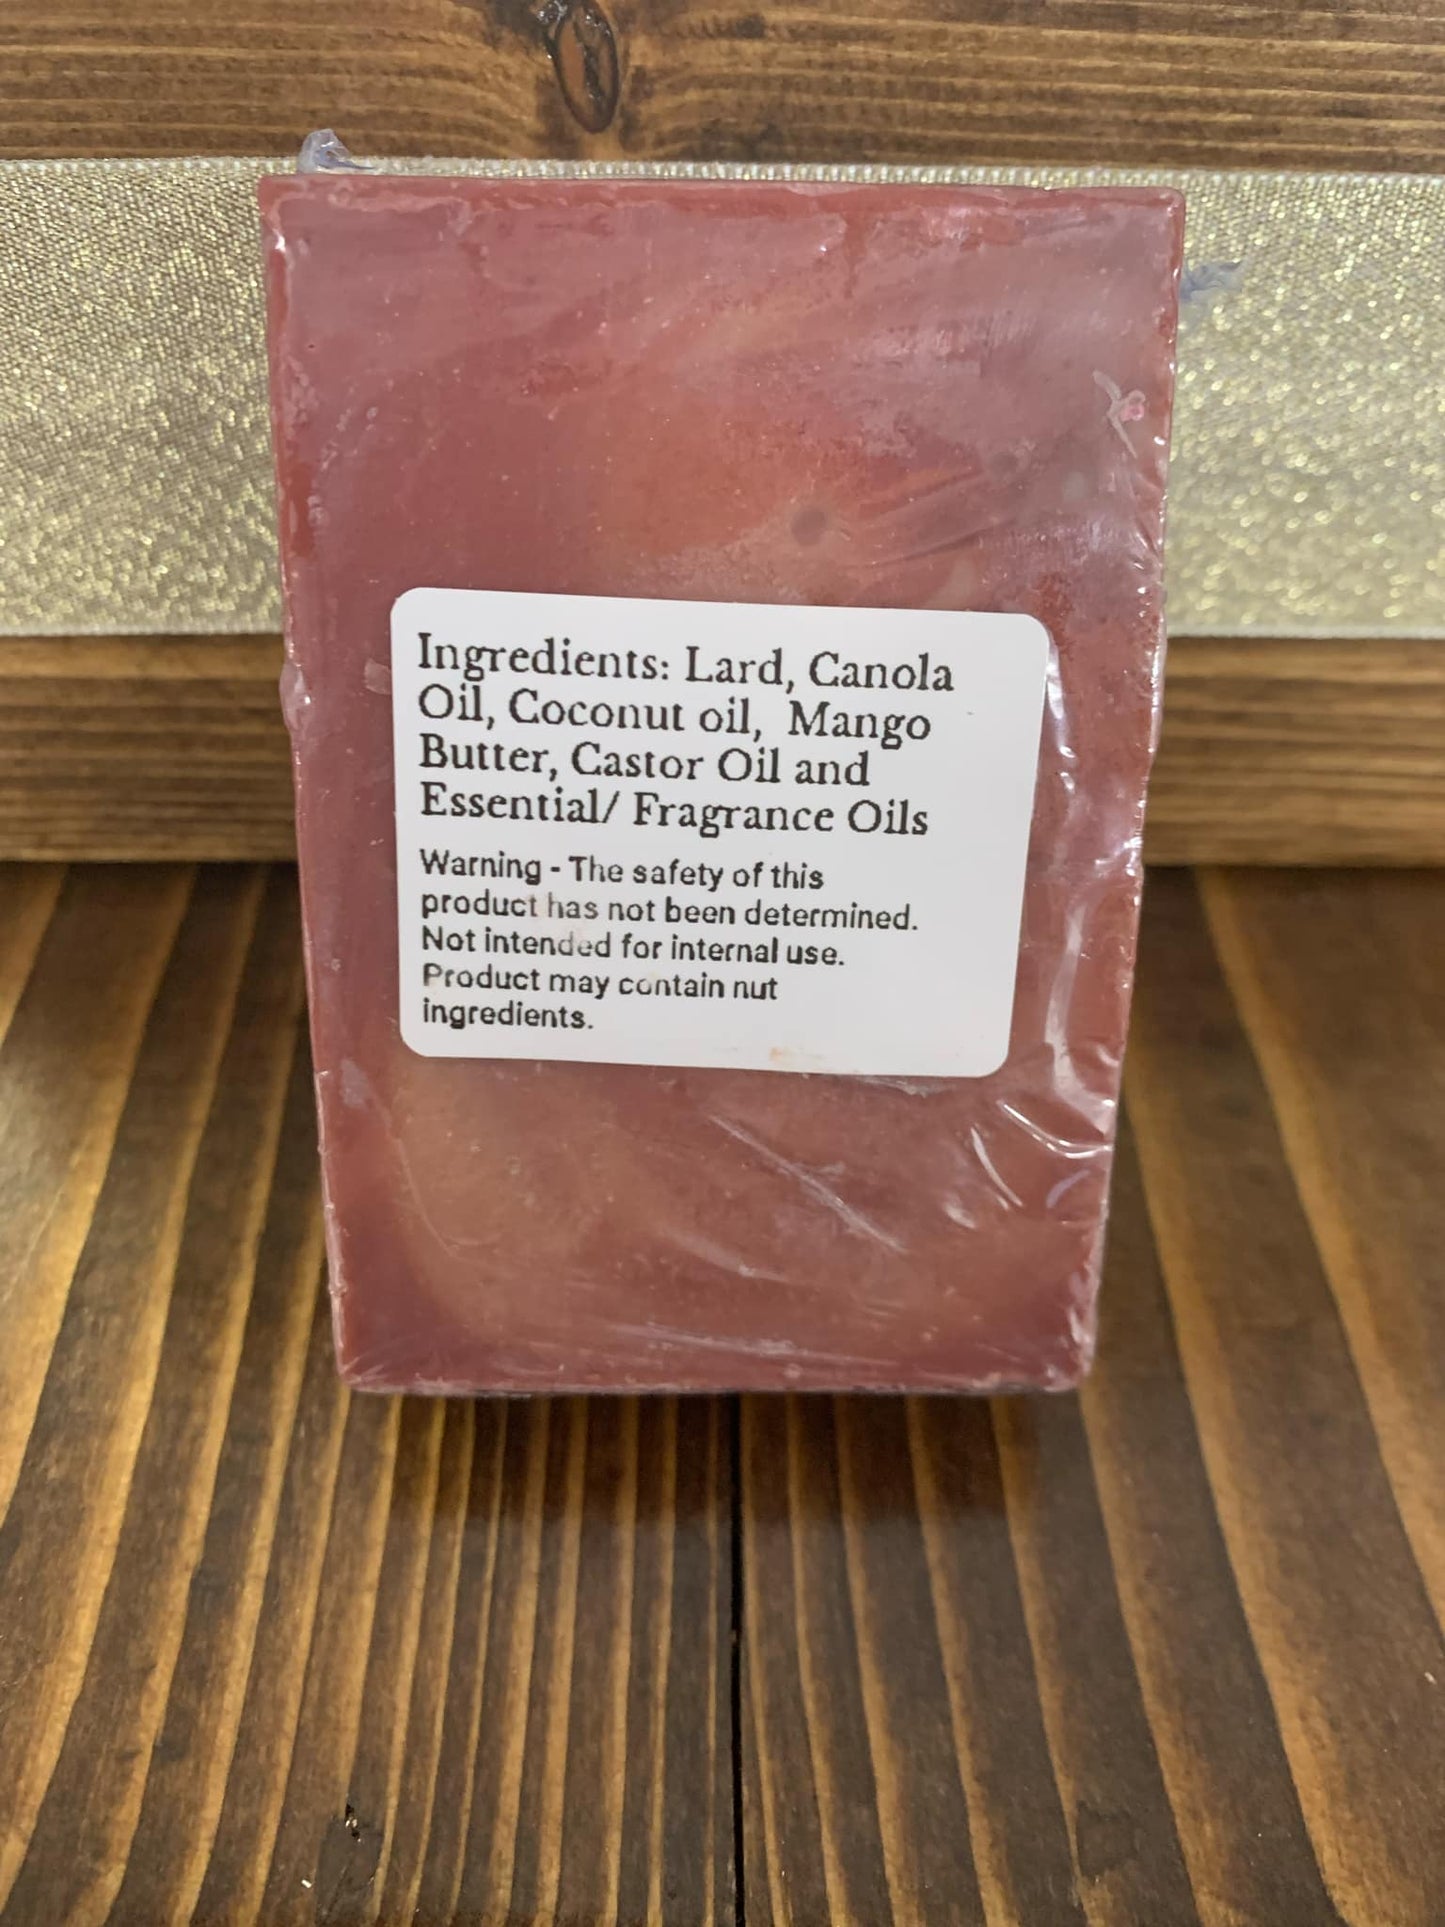 Ingredients: Lard, Canola
Oil, Coconut oil, Mango
Butter, Castor Oil and
Essential/ Fragrance Oils
Warning - The safety of this
product has not been determined.
Not intended for internal use.
Product may contain nut
ingredients.